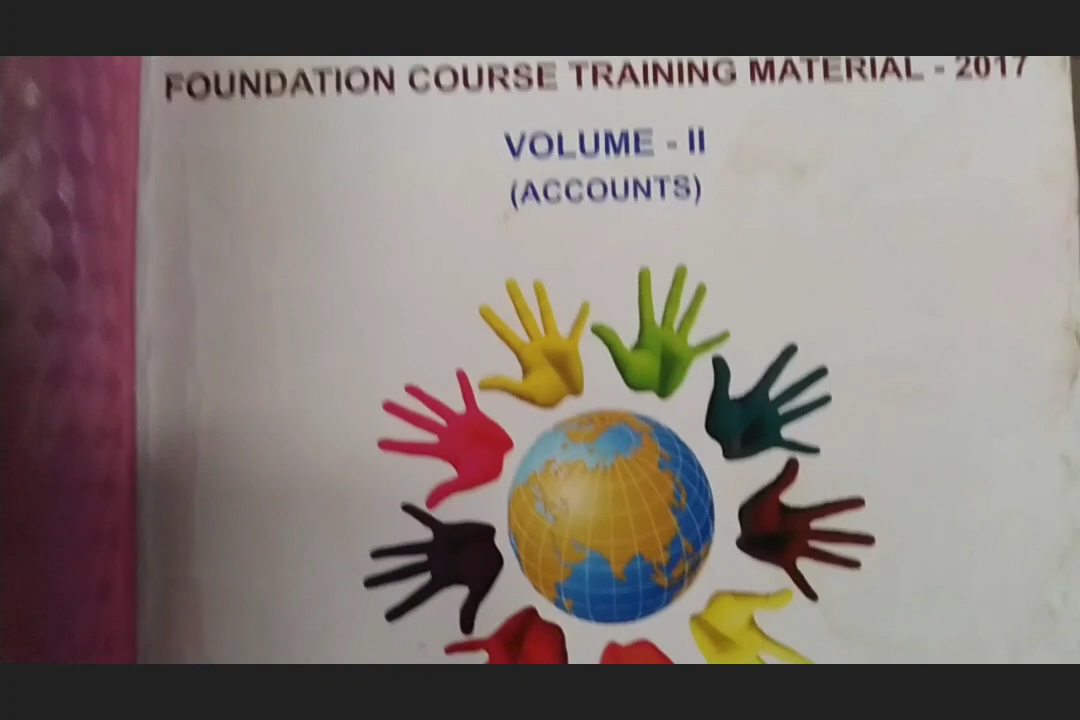 FOUNDATION COURSE TRAINING MATERIAL - 2017
VOLUME - II
(ACCOUNTS)